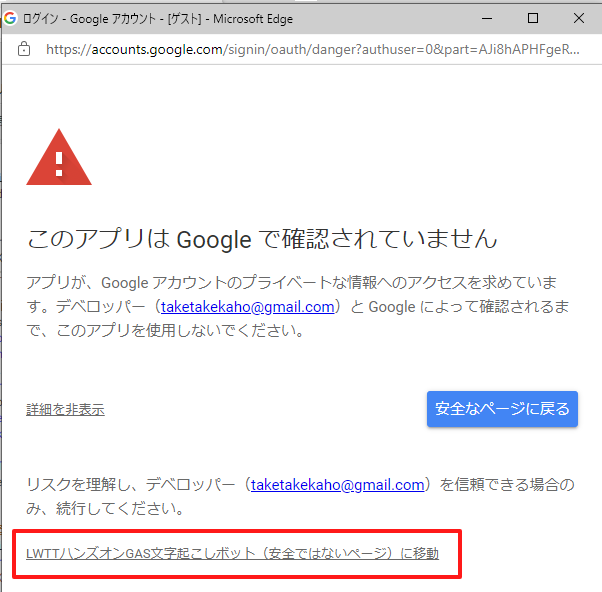 ログイン - Google アカウント - [ゲスト] - Microsoft Edge
https://accounts.google.com/signin/oauth/danger?authuser=0&part=AJi8hAPHFgeR...
このアプリは Google で確認されていません
アプリが、Google アカウントのプライベートな情報へのアクセスを求めていま
す。デベロッパー（taketakekaho@gmail.com）と Google によって確認されるま
で、このアプリを使用しないでください。
詳細を非表示
安全なページに戻る
リスクを理解し、デベロッパー（taketakekaho@gmail.com）を信頼できる場合の
み、続行してください。
LWTTハンズオンGAS文字起こしボット（安全ではないページ）に移動